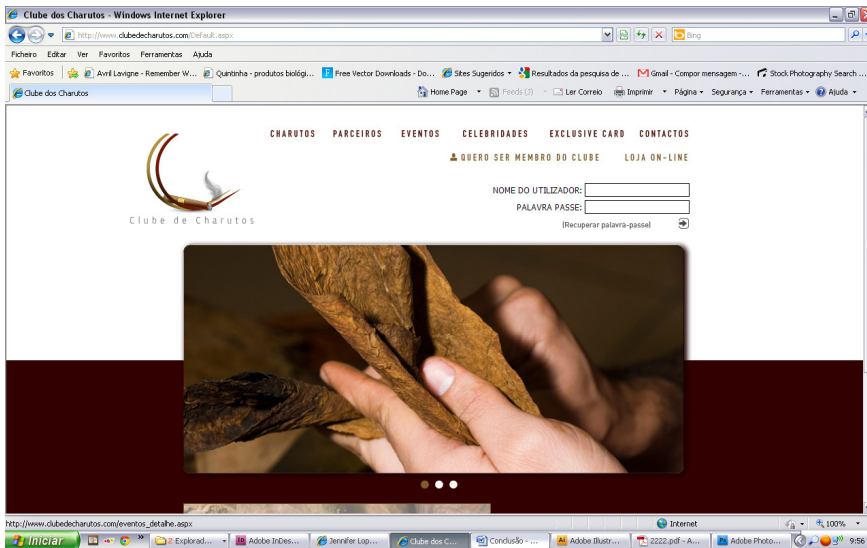 Clube dos Charutos - Windows Internet Explorer
http://www.clubedecharutos.com/Default.aspx
Bing
Ficheiro Editar Ver Favoritos Ferramentas Ajuda
Favoritos Avril Lavigne - Remember W... Quintinha - produtos biológi... Free Vector Downloads - Do... Sites Sugeridos Resultados da pesquisa de ... Gmail - Compor mensagem -... Stock Photography Search ...
Clube dos Charutos Home Page Feeds (J) Ler Correio Imprimir Página Segurança Ferramentas Ajuda
CHARUTOS PARCEIROS EVENTOS CELEBRIDADES EXCLUSIVE CARD CONTACTOS
QUERO SER MEMBRO DO CLUBE LOJA ON-LINE
NOME DO UTILIZADOR:
PALAVRA PASSE:
(Recuperar palavra-passe)
Clube de Charutos
http://www.clubedecharutos.com/eventos_detalhe.aspx Internet 100%
Iniciar 2 Explorad... Adobe InDes... Jennifer Lop... Clube dos C... Conclusão - ... Adobe Illustr... 2222.pdf - A... Adobe Photo... 9:56